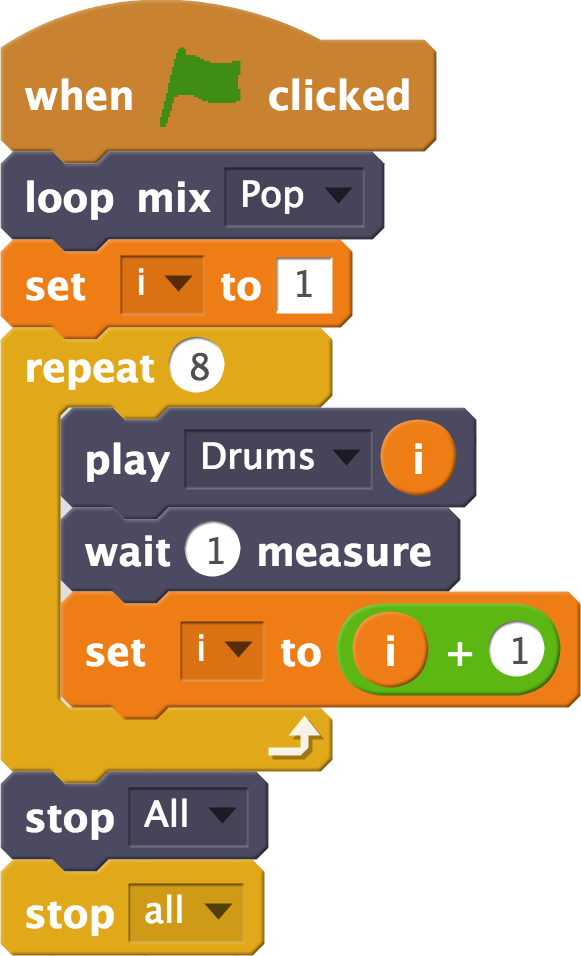 when clicked
loop mix Pop
set i to 1
repeat 8
play Drums i
wait 1 measure
set i to i + 1
stop All
stop all